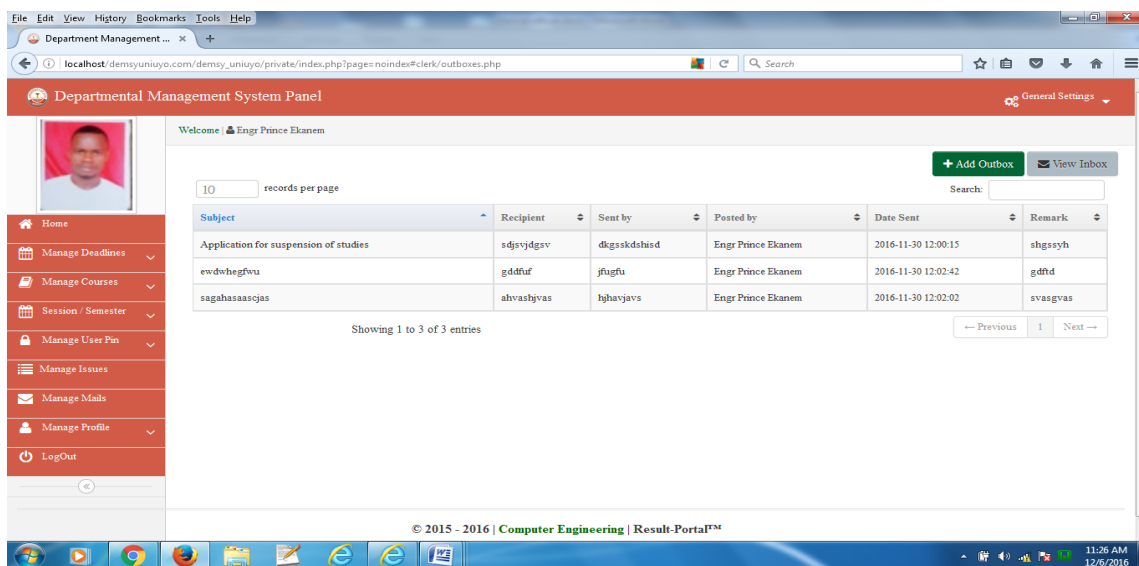 File Edit View History Bookmarks Tools Help
Department Management ... × +
localhost/demsyuniuyo.com/demsy_uniuyo/private/index.php?page=noindex#clerk/outboxes.php Search
Departmental Management System Panel General Settings
Welcome | Engr Prince Ekanem
+ Add Outbox View Inbox
10 records per page Search:
Subject Recipient Sent by Posted by Date Sent Remark
Application for suspension of studies sdjsvjdgsv dkgsskdshisd Engr Prince Ekanem 2016-11-30 12:00:15 shgssyh
ewdwhegfwu gddfuf jfugfu Engr Prince Ekanem 2016-11-30 12:02:42 gdftd
sagahasaascjas ahvashjvas hjhavjavs Engr Prince Ekanem 2016-11-30 12:02:02 svasgvas
Showing 1 to 3 of 3 entries ← Previous 1 Next →
Home
Manage Deadlines
Manage Courses
Session / Semester
Manage User Pin
Manage Issues
Manage Mails
Manage Profile
LogOut
© 2015 - 2016 | Computer Engineering | Result-Portal™
11:26 AM
12/6/2016